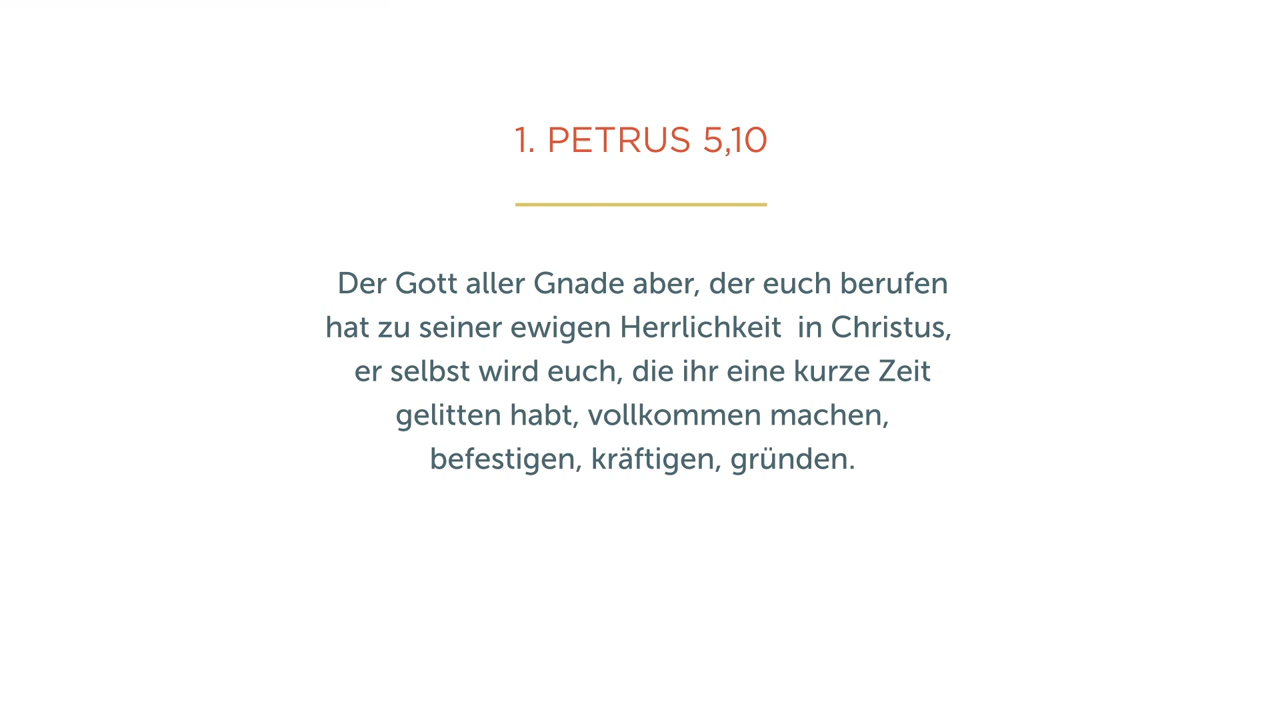 1. PETRUS 5,10
Der Gott aller Gnade aber, der euch berufen
hat zu seiner ewigen Herrlichkeit  in Christus,
er selbst wird euch, die ihr eine kurze Zeit
gelitten habt, vollkommen machen,
befestigen, kräftigen, gründen.